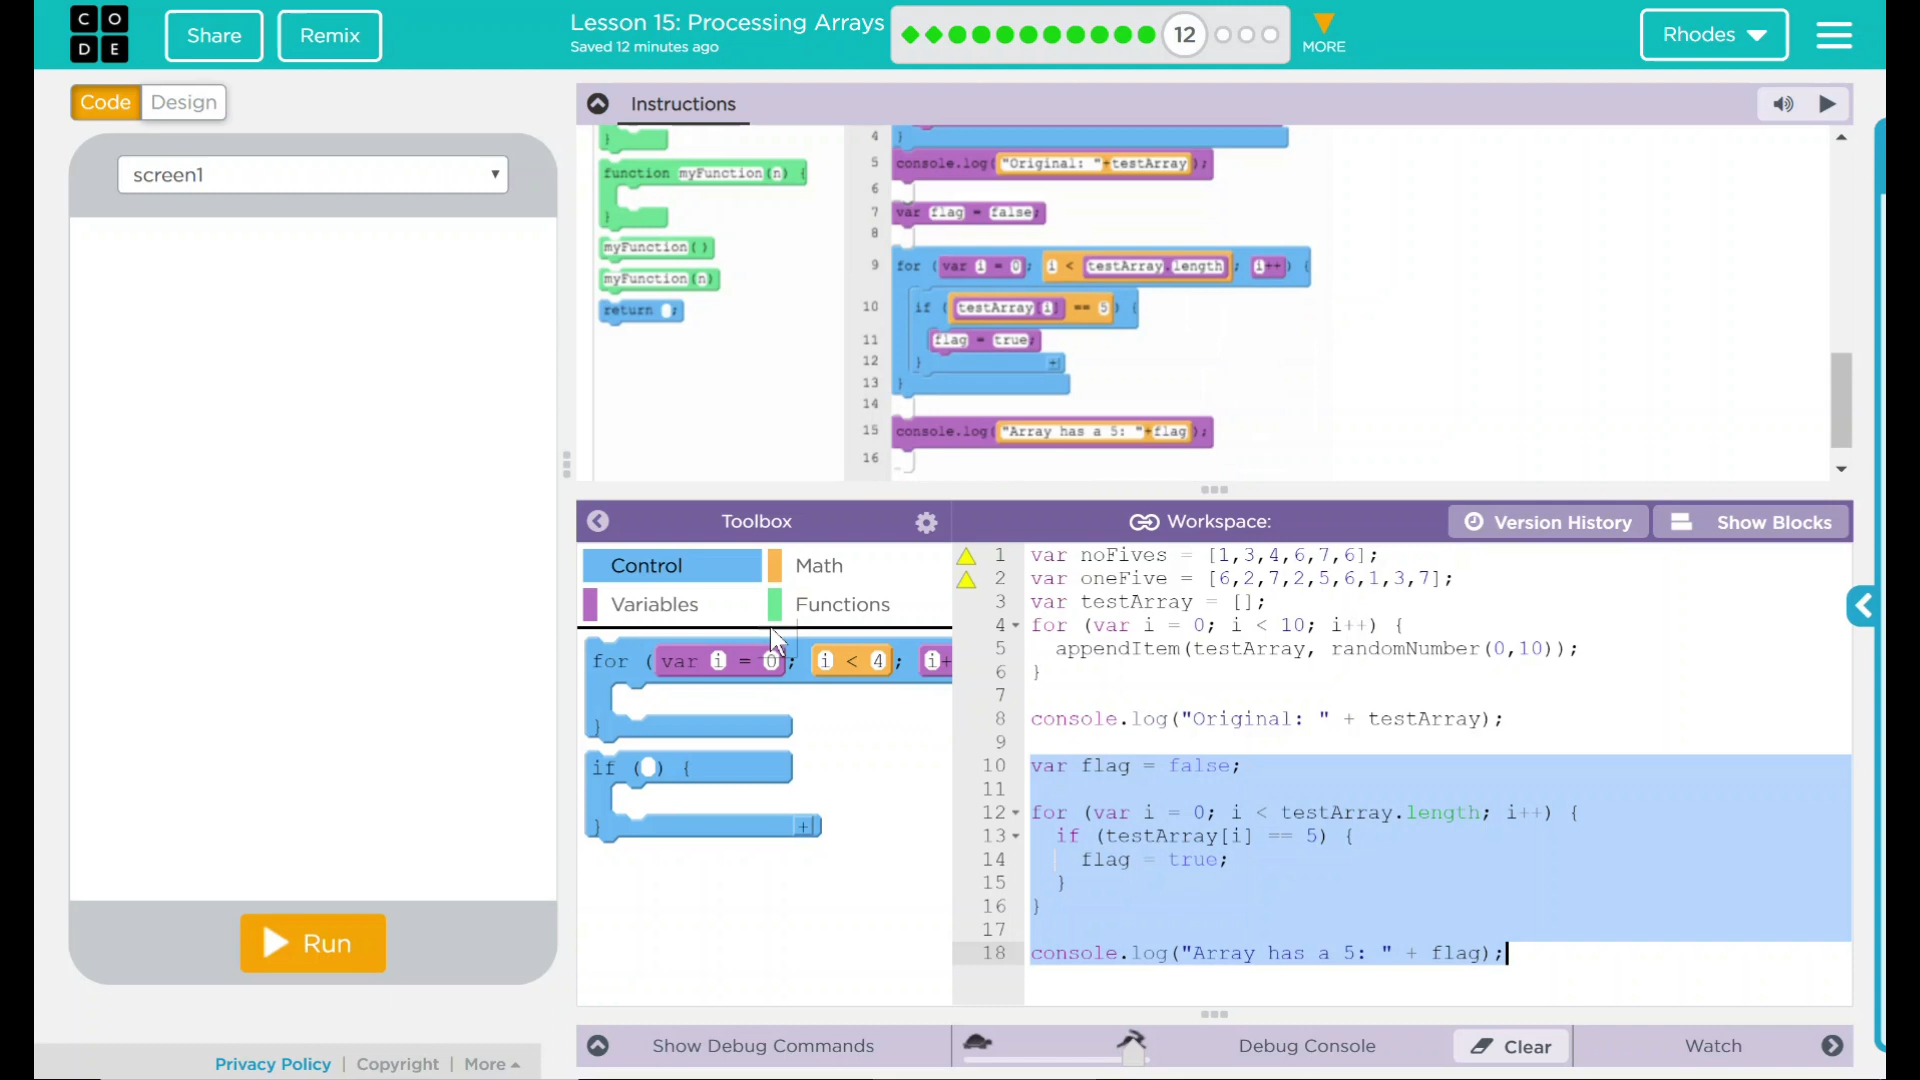 CO
DE
Share
Remix
Lesson 15: Processing Arrays
Saved 12 minutes ago
12
MORE
Rhodes
Code
Design
screen1
Run
Privacy Policy | Copyright | More
Instructions
}
function myFunction(n) {
}
myFunction()
myFunction(n)
return ;
4 }
5 console.log("Original: "+testArray);
6
7 var flag = false;
8
9 for (var i = 0; i < testArray.length; i++) {
10 if (testArray[i] == 5) {
11 flag = true;
12 } +
13 }
14
15 console.log("Array has a 5: "+flag);
16
Toolbox
Workspace:
Version History
Show Blocks
Control
Math
Variables
Functions
for (var i = 0; i < 4; i+
}
if ( ) {
} +
1 var noFives = [1,3,4,6,7,6];
2 var oneFive = [6,2,7,2,5,6,1,3,7];
3 var testArray = [];
4 for (var i = 0; i < 10; i++) {
5 appendItem(testArray, randomNumber(0,10));
6 }
7
8 console.log("Original: " + testArray);
9
10 var flag = false;
11
12 for (var i = 0; i < testArray.length; i++) {
13 if (testArray[i] == 5) {
14 flag = true;
15 }
16 }
17
18 console.log("Array has a 5: " + flag);
Show Debug Commands
Debug Console
Clear
Watch